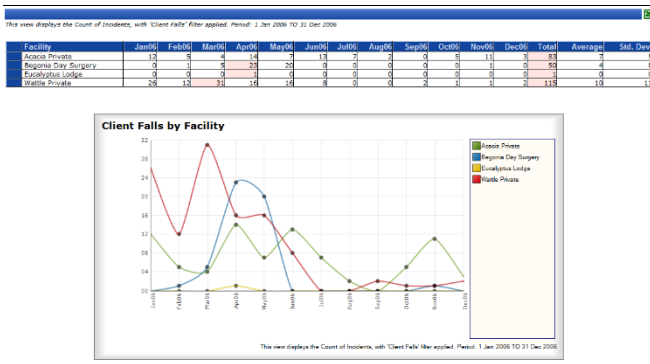 This view displays the Count of Incidents, with 'Client Falls' filter applied. Period: 1 Jan 2006 TO 31 Dec 2006
Facility Jan06 Feb06 Mar06 Apr06 May06 Jun06 Jul06 Aug06 Sep06 Oct06 Nov06 Dec06 Total Average Std. Dev
Acacia Private 12 5 4 14 7 13 7 2 0 5 11 3 83 7
Begonia Day Surgery 0 1 5 23 20 0 0 0 0 0 1 0 50 4
Eucalyptus Lodge 0 0 0 1 0 0 0 0 0 0 0 0 1 0
Wattle Private 26 12 31 16 16 8 0 0 2 1 1 2 115 10
Client Falls by Facility
32
28
24
20
16
12
08
04
00
Jan06 Feb06 Mar06 Apr06 May06 Jun06 Jul06 Aug06 Sep06 Oct06 Nov06 Dec06
Acacia Private
Begonia Day Surgery
Eucalyptus Lodge
Wattle Private
This view displays the Count of Incidents, with 'Client Falls' filter applied. Period: 1 Jan 2006 TO 31 Dec 2006